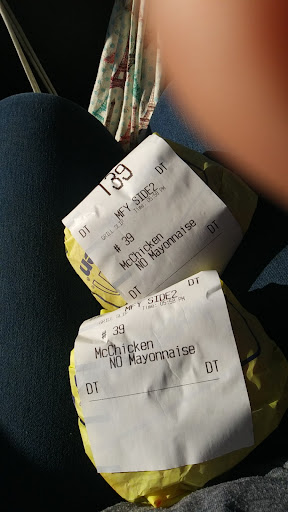 139
DT DT
MFY SIDE2
# 39
McChicken
NO Mayonnaise
DT DT
MFY SIDE2
# 39
McChicken
NO Mayonnaise
DT DT